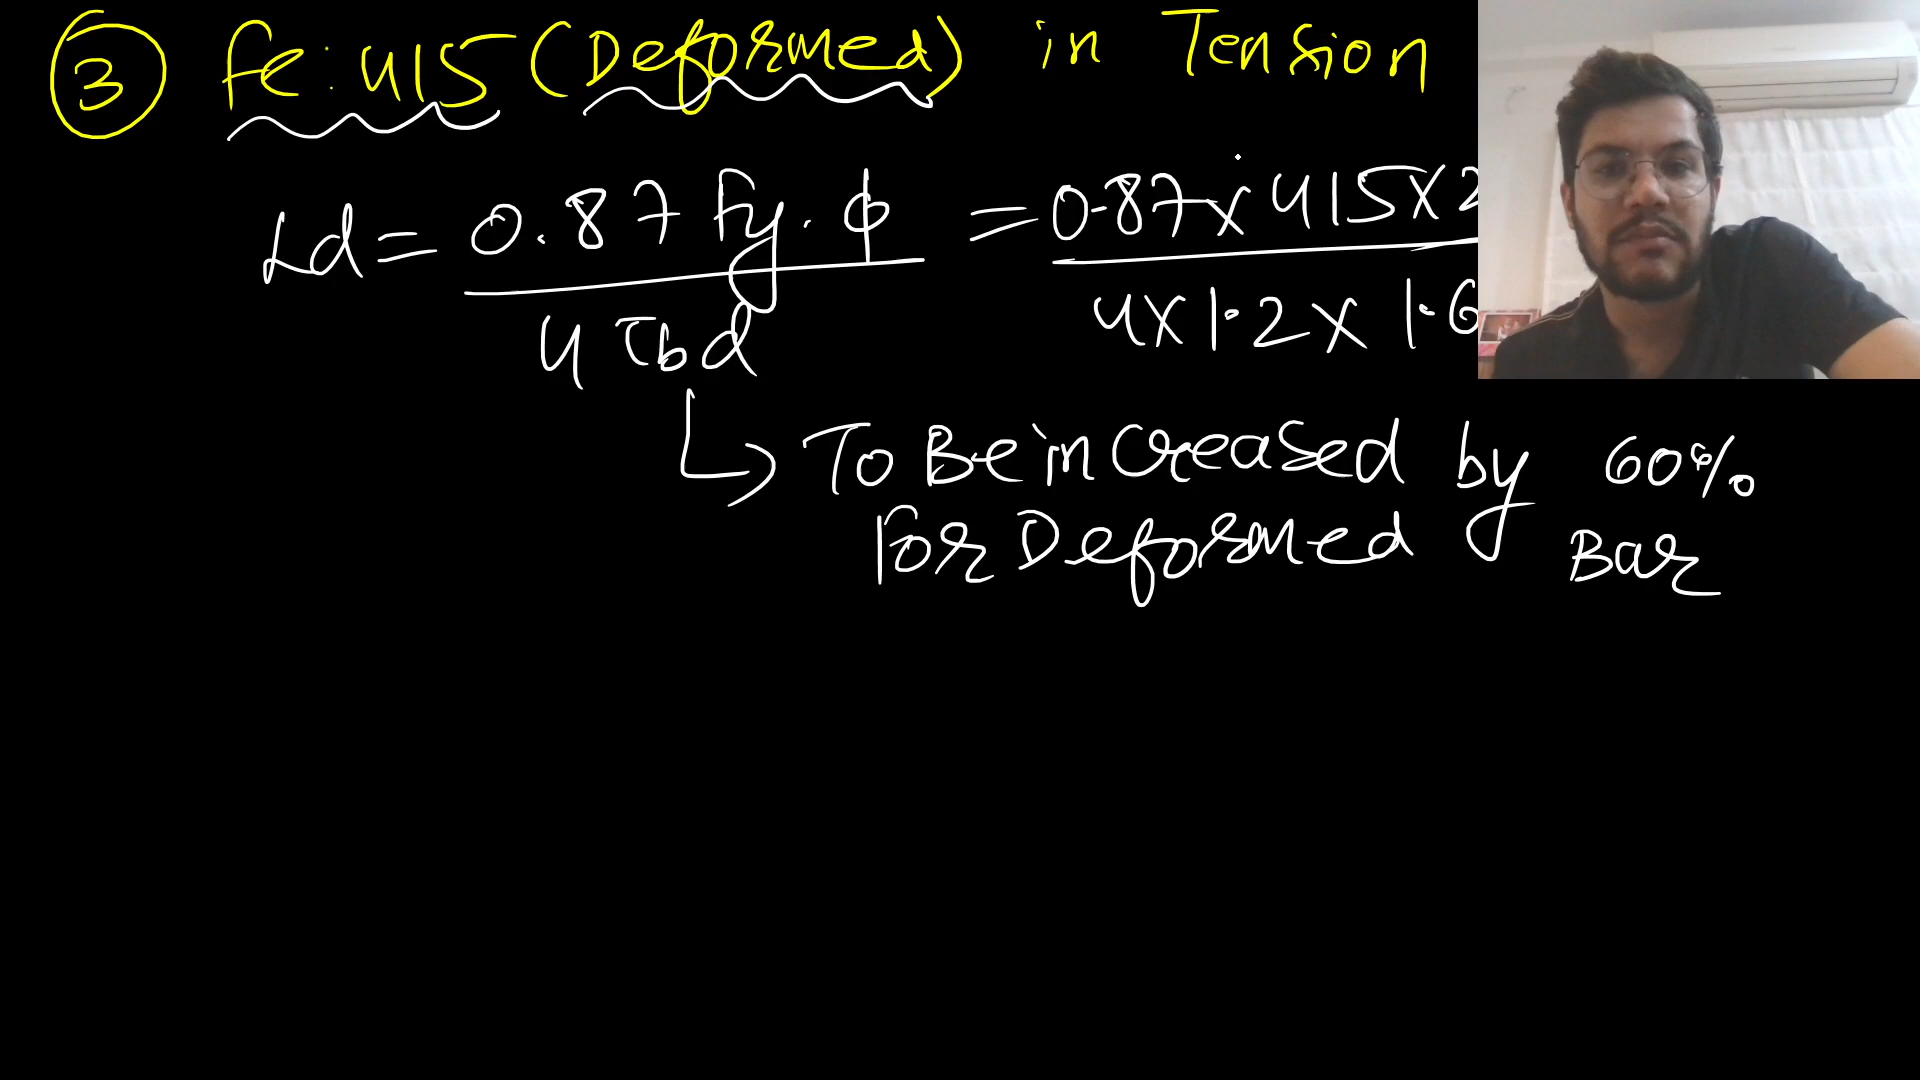 3 Fe:415 (Deformed) in Tension
Ld = 0.87 Fy. ϕ / 4 τbd = 0.87 x 415 x 2 / 4 x 1.2 x 1.6
↳ To Be increased by 60%
For Deformed Bar